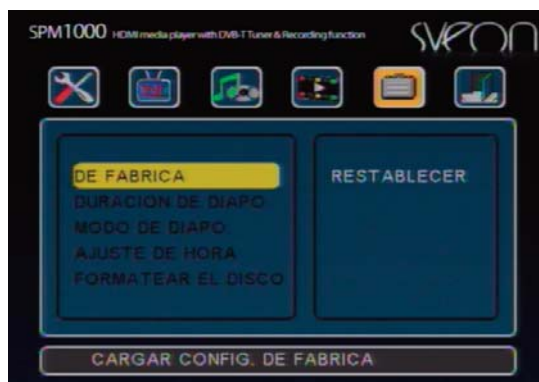 SPM1000 HDMI media player with DVB-T Tuner & Recording function
sveon
DE FABRICA
RESTABLECER
DURACION DE DIAPO
MODO DE DIAPO
AJUSTE DE HORA
FORMATEAR EL DISCO
CARGAR CONFIG. DE FABRICA